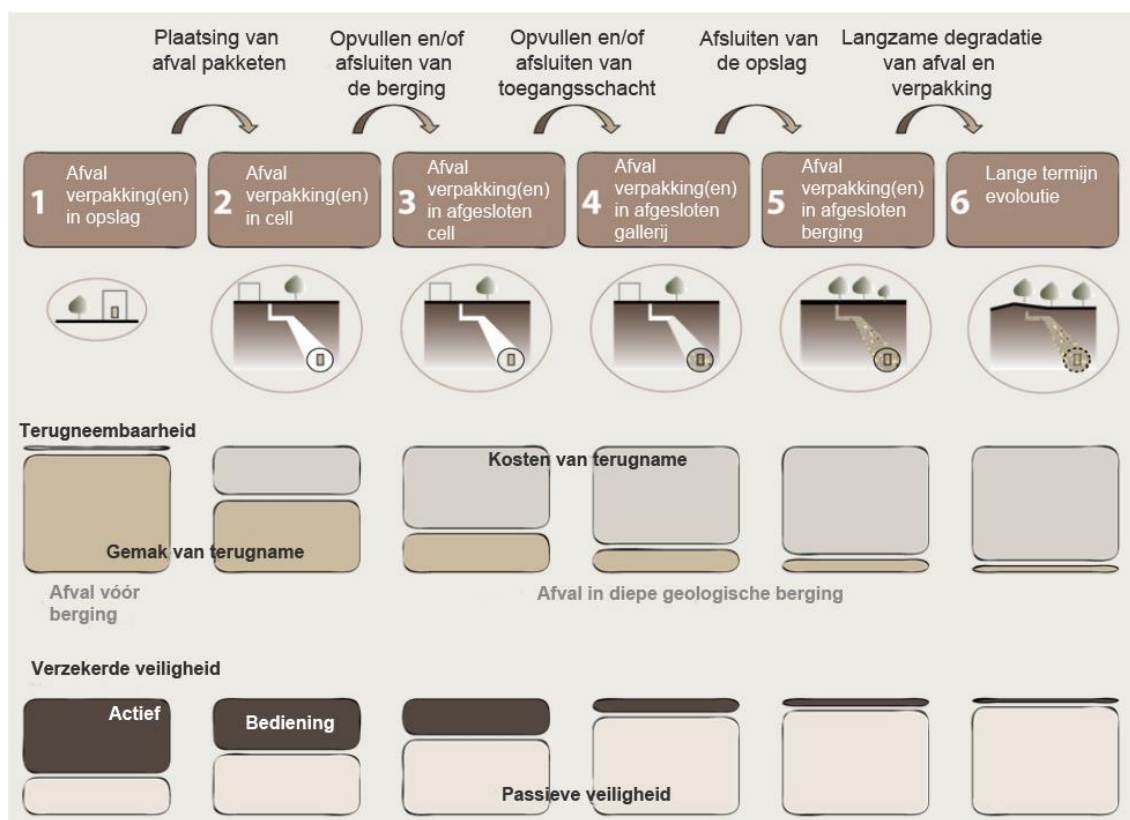 Plaatsing van
afval pakketen
Opvullen en/of
afsluiten van
de berging
Opvullen en/of
afsluiten van
toegangsschacht
Afsluiten van
de opslag
Langzame degradatie
van afval en
verpakking
1
Afval
verpakking(en)
in opslag
2
Afval
verpakking(en)
in cell
3
Afval
verpakking(en)
in afgesloten
cell
4
Afval
verpakking(en)
in afgesloten
gallerij
5
Afval
verpakking(en)
in afgesloten
berging
6
Lange termijn
evoloutie
Terugneembaarheid
Kosten van terugname
Gemak van terugname
Afval vóór
berging
Afval in diepe geologische berging
Verzekerde veiligheid
Actief
Bediening
Passieve veiligheid